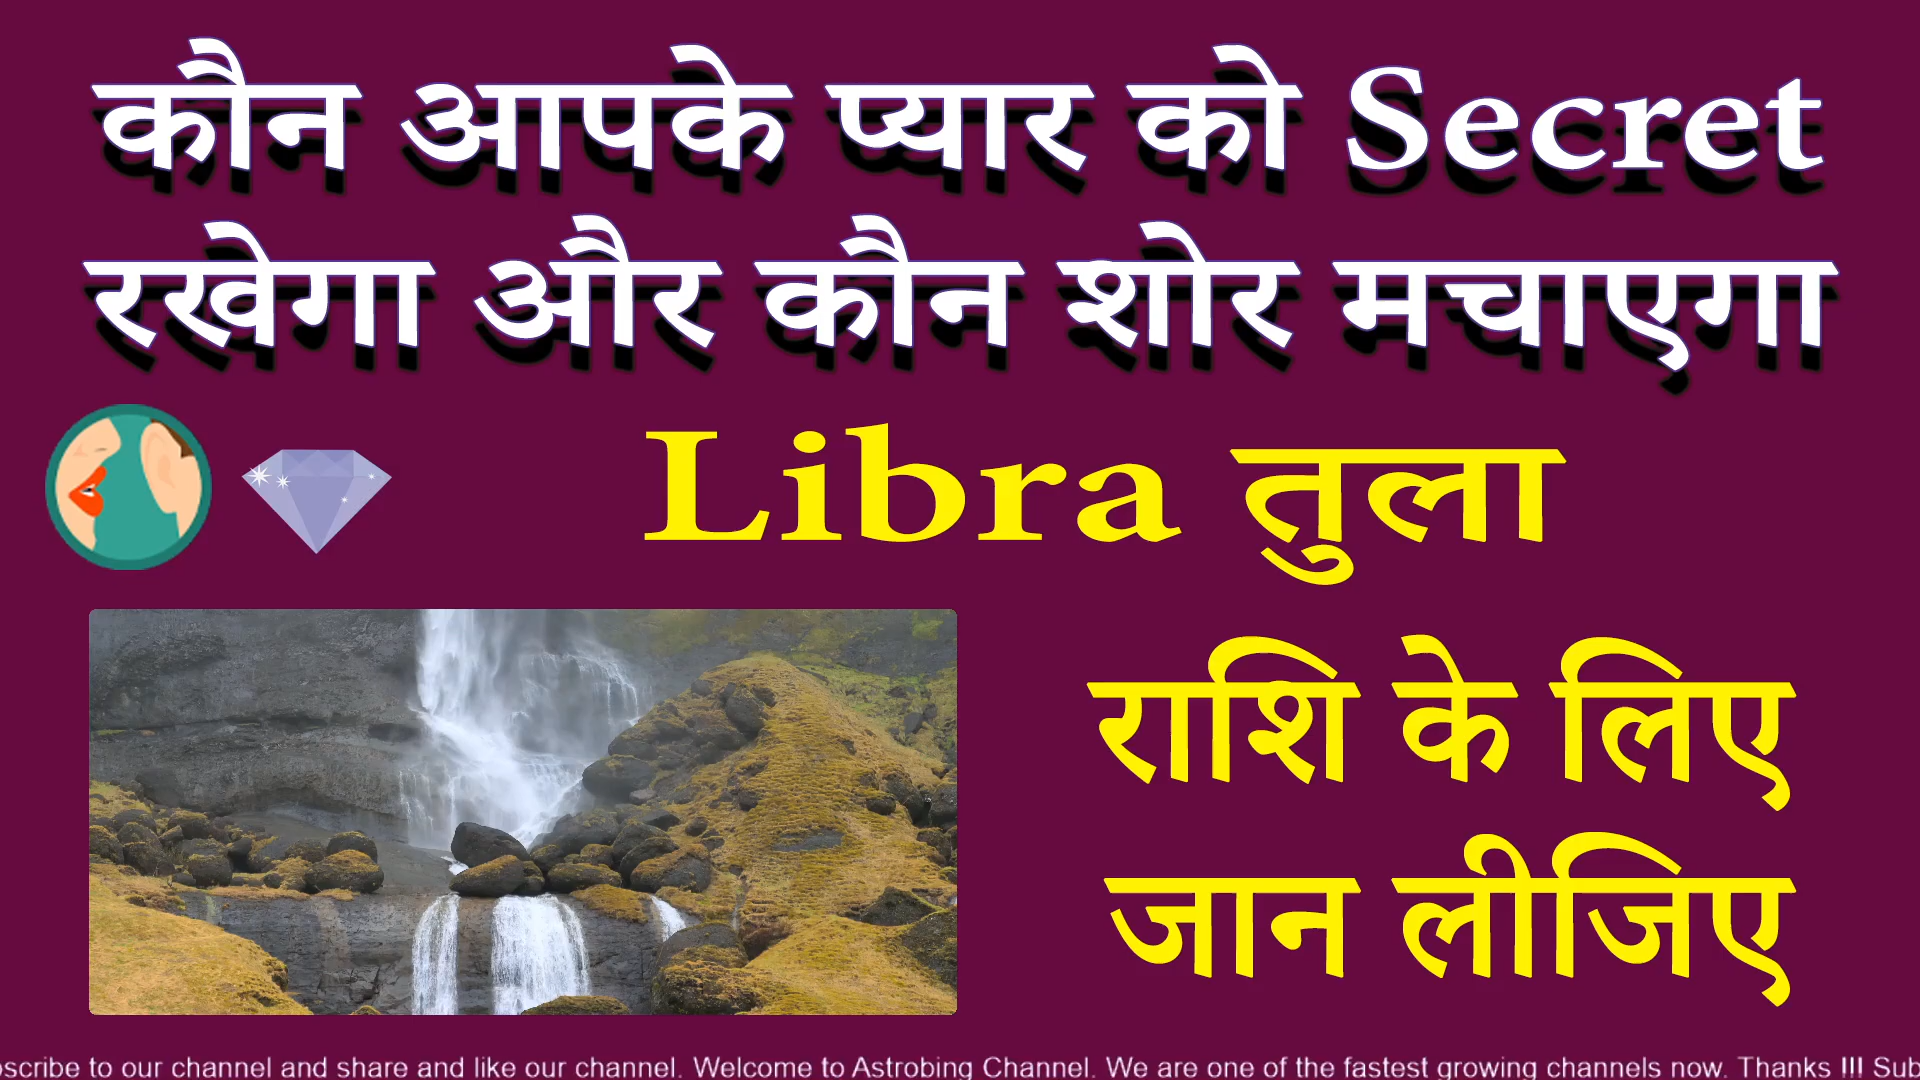 कौन आपके प्यार को Secret
रखेगा और कौन शोर मचाएगा
Libra तुला
राशि के लिए
जान लीजिए
scribe to our channel and share and like our channel. Welcome to Astrobing Channel. We are one of the fastest growing channels now. Thanks !!! Sub